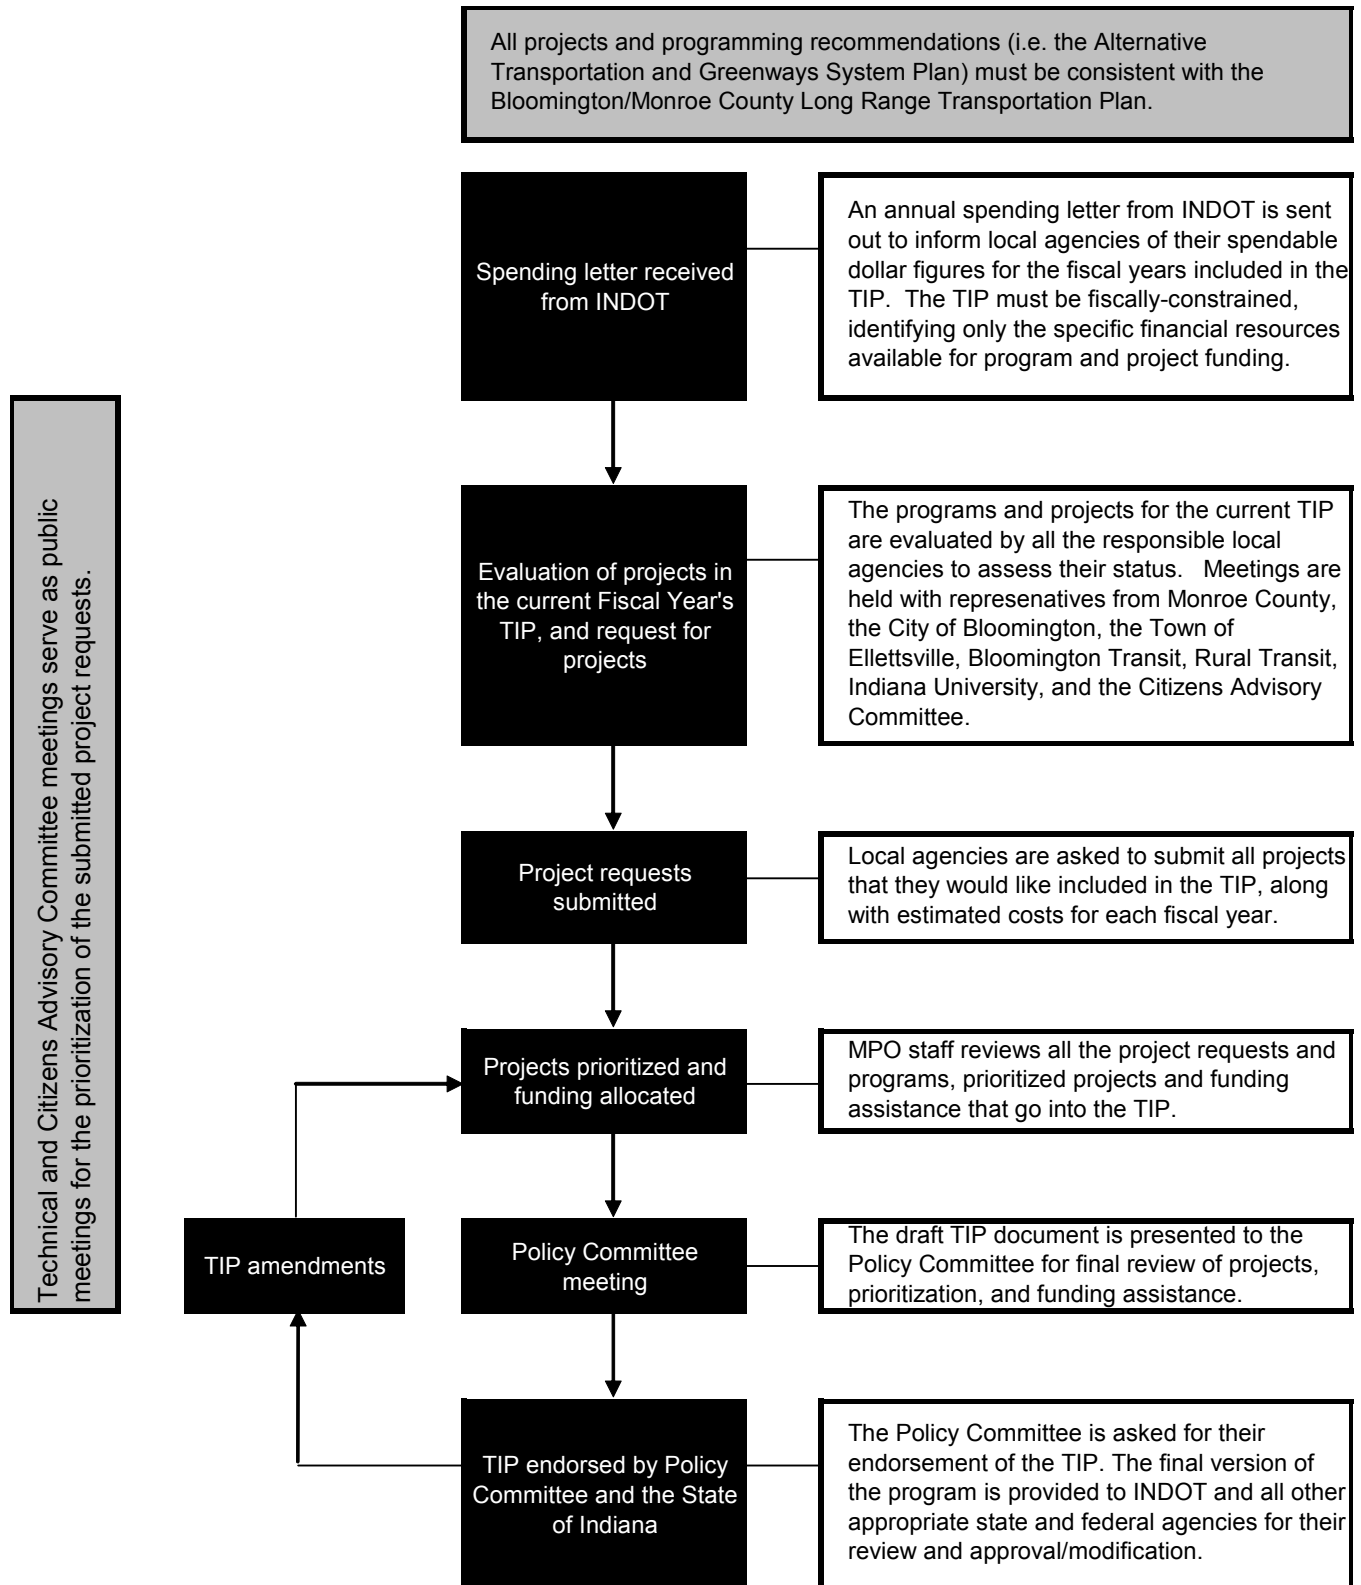 All projects and programming recommendations (i.e. the Alternative
Transportation and Greenways System Plan) must be consistent with the
Bloomington/Monroe County Long Range Transportation Plan.
Spending letter received
from INDOT
An annual spending letter from INDOT is sent
out to inform local agencies of their spendable
dollar figures for the fiscal years included in the
TIP.  The TIP must be fiscally-constrained,
identifying only the specific financial resources
available for program and project funding.
Technical and Citizens Advisory Committee meetings serve as public
meetings for the prioritization of the submitted project requests.
Evaluation of projects in
the current Fiscal Year's
TIP, and request for
projects
The programs and projects for the current TIP
are evaluated by all the responsible local
agencies to assess their status.   Meetings are
held with represenatives from Monroe County,
the City of Bloomington, the Town of
Ellettsville, Bloomington Transit, Rural Transit,
Indiana University, and the Citizens Advisory
Committee.
Project requests
submitted
Local agencies are asked to submit all projects
that they would like included in the TIP, along
with estimated costs for each fiscal year.
Projects prioritized and
funding allocated
MPO staff reviews all the project requests and
programs, prioritized projects and funding
assistance that go into the TIP.
TIP amendments
Policy Committee
meeting
The draft TIP document is presented to the
Policy Committee for final review of projects,
prioritization, and funding assistance.
TIP endorsed by Policy
Committee and the State
of Indiana
The Policy Committee is asked for their
endorsement of the TIP. The final version of
the program is provided to INDOT and all other
appropriate state and federal agencies for their
review and approval/modification.